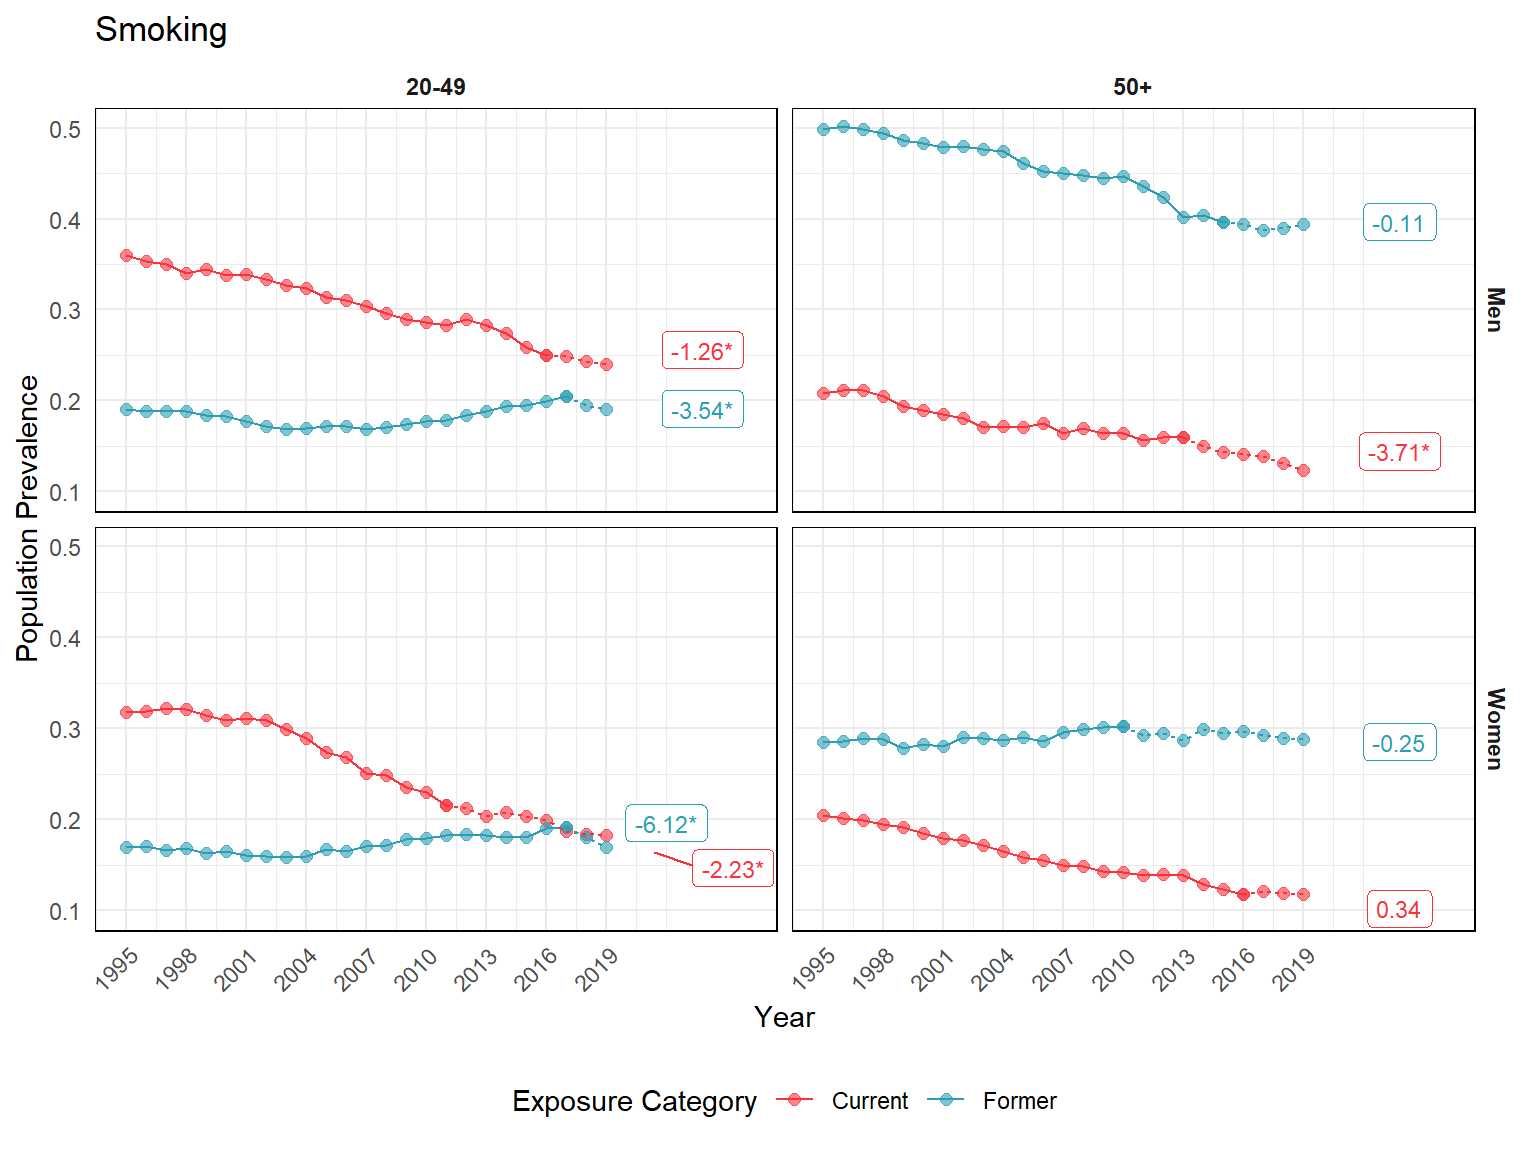 Smoking
20-49
50+
0.5
0.4
0.3
0.2
0.1
-1.26*
-3.54*
-0.11
-3.71*
Men
Population Prevalence
0.5
0.4
0.3
0.2
0.1
-6.12*
-2.23*
-0.25
0.34
Women
1995 1998 2001 2004 2007 2010 2013 2016 2019
1995 1998 2001 2004 2007 2010 2013 2016 2019
Year
Exposure Category Current Former